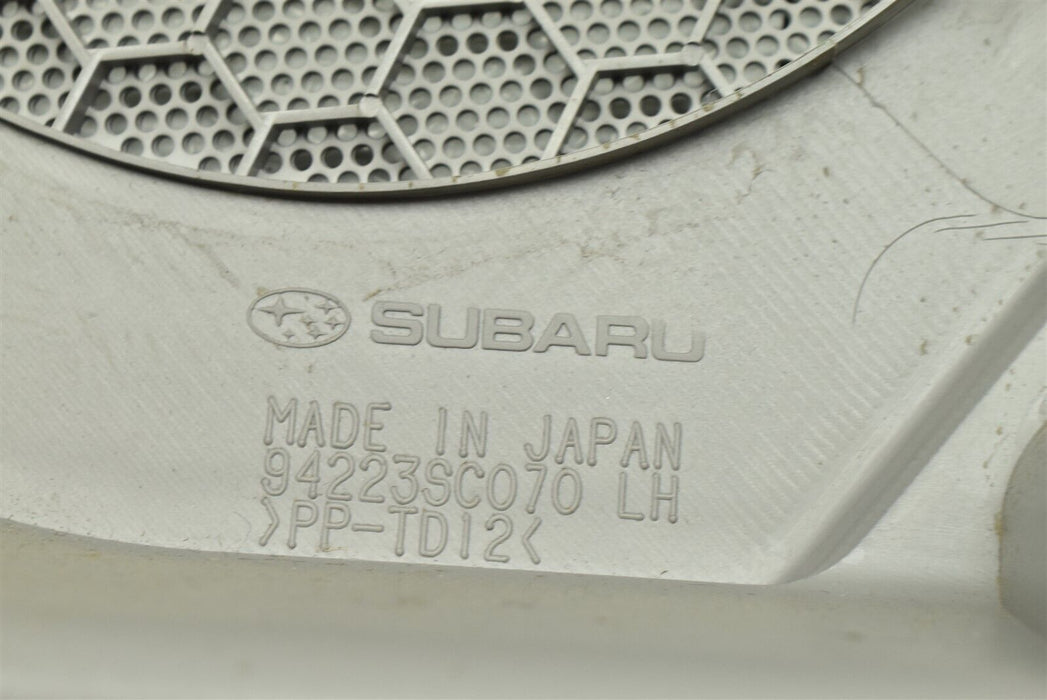 SUBARU
MADE IN JAPAN
94223SC070 LH
>PP-TD12<